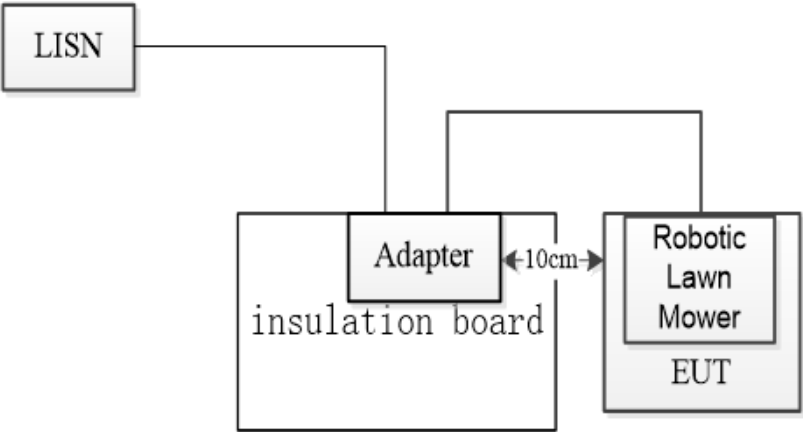 LISN
Adapter
10cm
insulation board
Robotic
Lawn
Mower
EUT